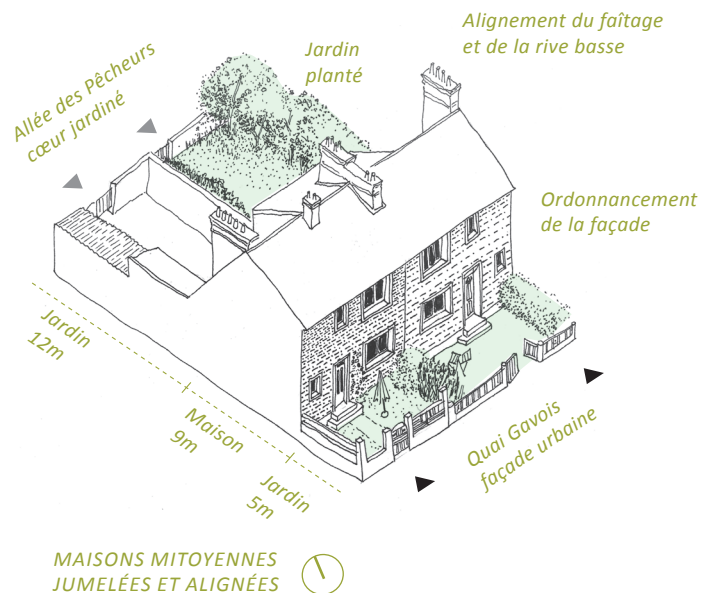 Alignement du faîtage
et de la rive basse
Jardin
planté
Allée des Pêcheurs
cœur jardiné
Ordonnancement
de la façade
Jardin
12m
Maison
9m
Jardin
5m
Quai Gavois
façade urbaine
MAISONS MITOYENNES
JUMELÉES ET ALIGNÉES